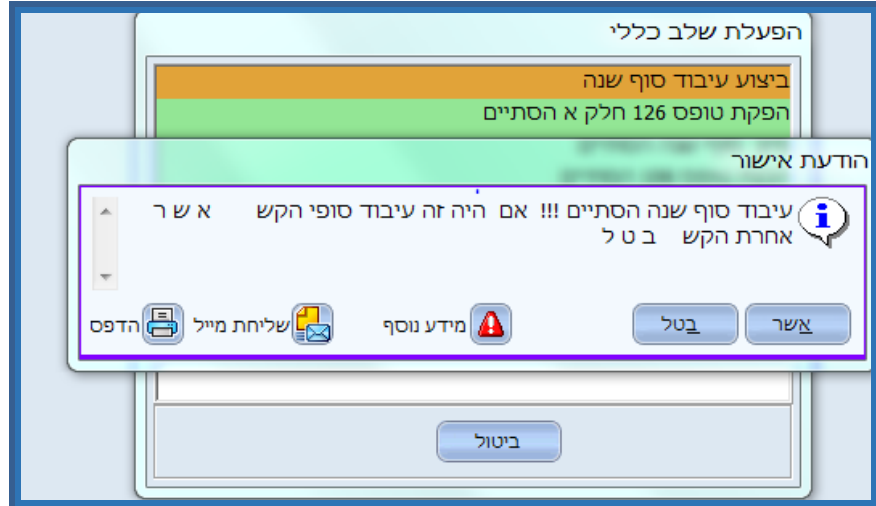 הפעלת שלב כללי
ביצוע עיבוד סוף שנה
הפקת טופס 126 חלק א הסתיים
הודעת אישור
עיבוד סוף שנה הסתיים !!! אם היה זה עיבוד סופי הקש א ש ר
אחרת הקש ב ט ל
אשר
בטל
מידע נוסף
שליחת מייל
הדפס
ביטול